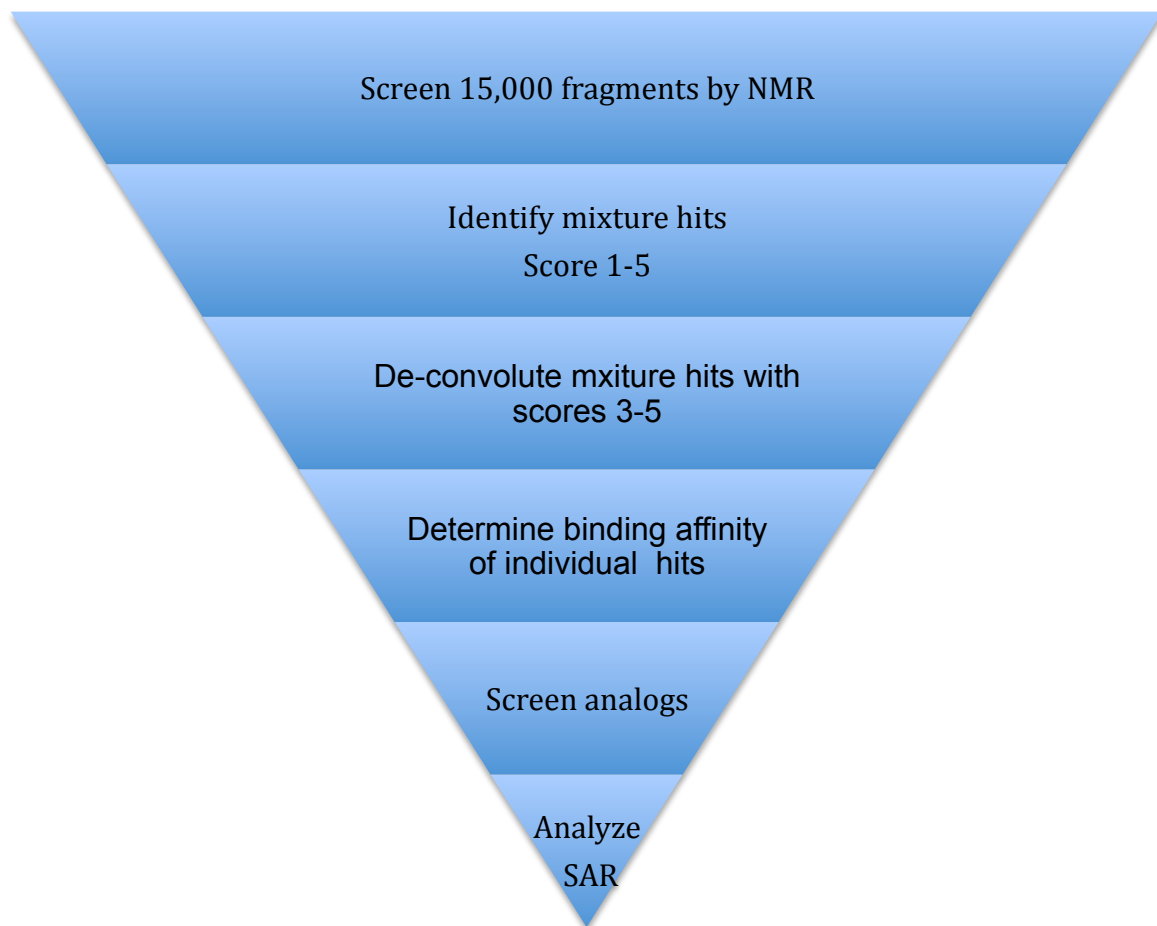 Screen 15,000 fragments by NMR
Identify mixture hits
Score 1-5
De-convolute mxiture hits with
scores 3-5
Determine binding affinity
of individual  hits
Screen analogs
Analyze
SAR